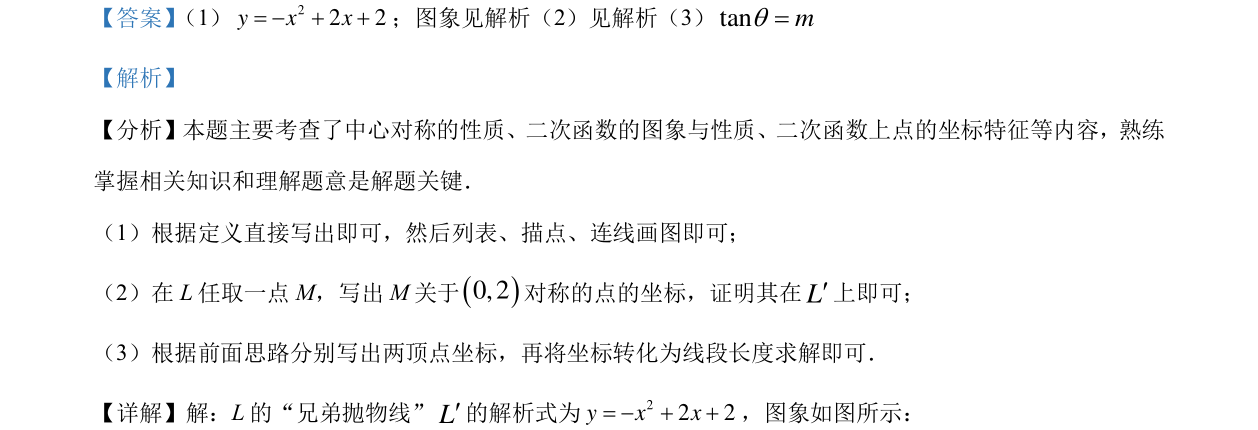 【答案】（1） y = −x² + 2x + 2 ；图象见解析（2）见解析（3） tanθ = m
【解析】
【分析】本题主要考查了中心对称的性质、二次函数的图象与性质、二次函数上点的坐标特征等内容，熟练
掌握相关知识和理解题意是解题关键．
（1）根据定义直接写出即可，然后列表、描点、连线画图即可；
（2）在 L 任取一点 M，写出 M 关于(0,2)对称的点的坐标，证明其在 L′ 上即可；
（3）根据前面思路分别写出两顶点坐标，再将坐标转化为线段长度求解即可．
【详解】解：L 的“兄弟抛物线” L′ 的解析式为 y = −x² + 2x + 2 ，图象如图所示：